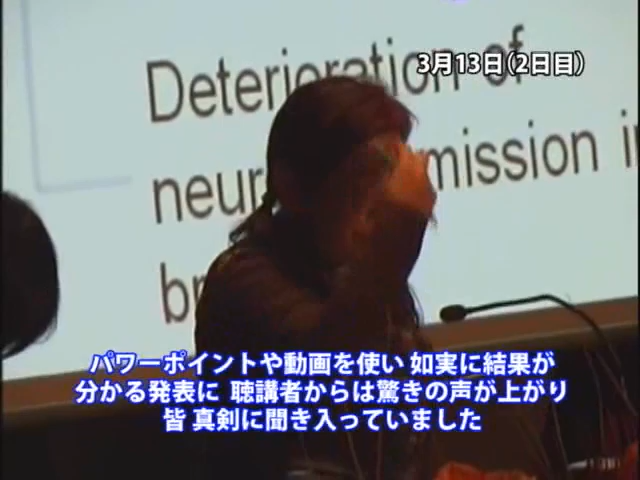 3月13日（2日目）
Deterioration of
mission in
パワーポイントや動画を使い 如実に結果が
分かる発表に 聴講者からは驚きの声が上がり
皆 真剣に聞き入っていました